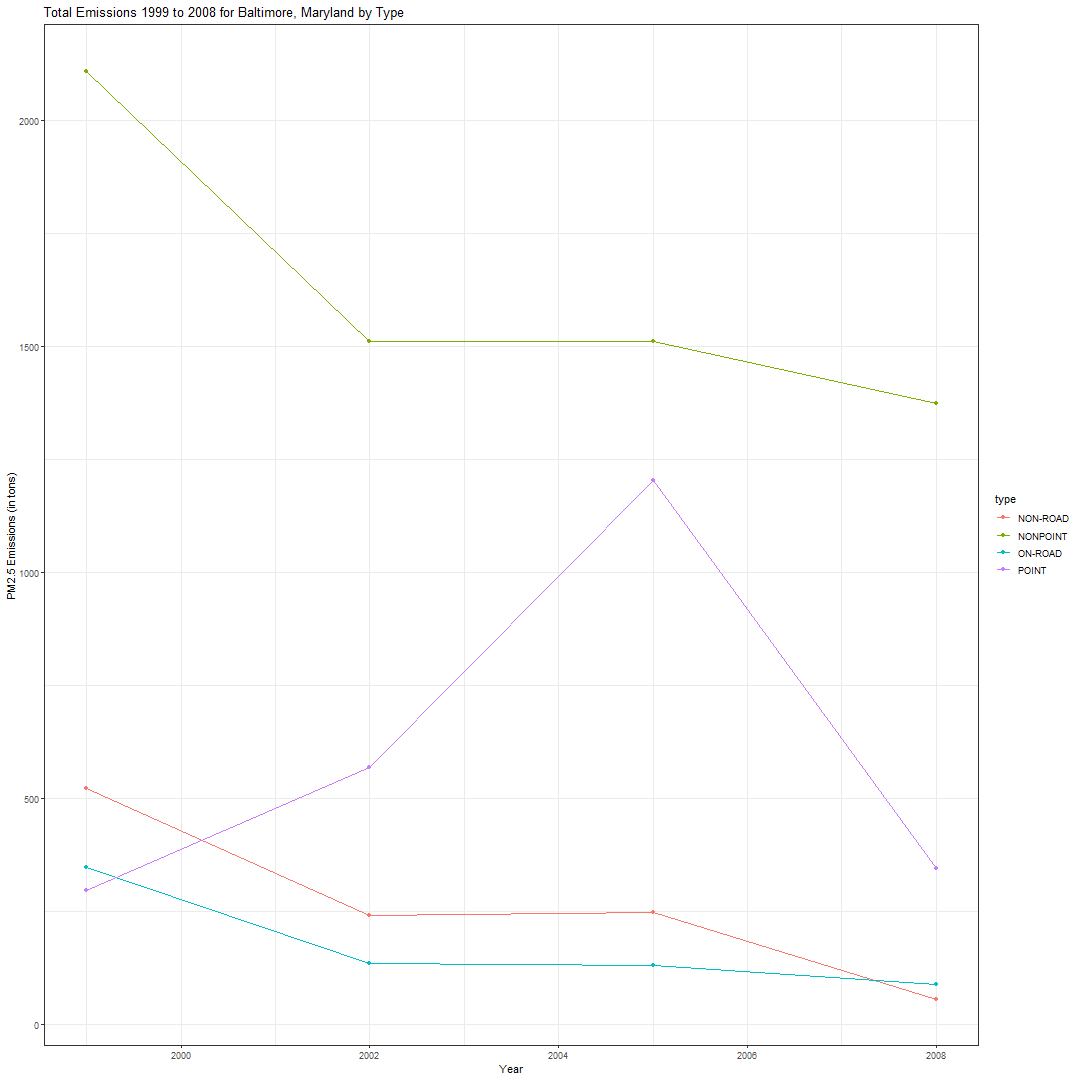 Total Emissions 1999 to 2008 for Baltimore, Maryland by Type
PM2.5 Emissions (in tons)
2000
1500
1000
500
0
2000
2002
2004
2006
2008
Year
type
NON-ROAD
NONPOINT
ON-ROAD
POINT